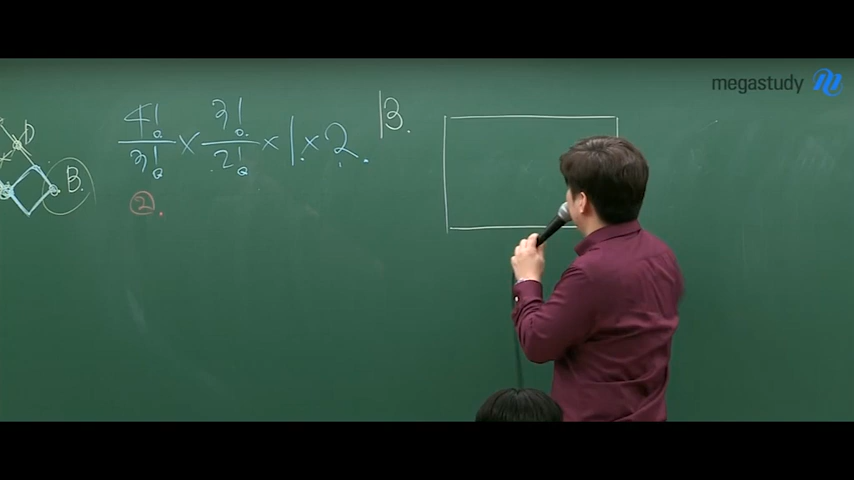 megastudy
D
B.
4!/3! × 3!/2! × 1 × 2.
②.
13.